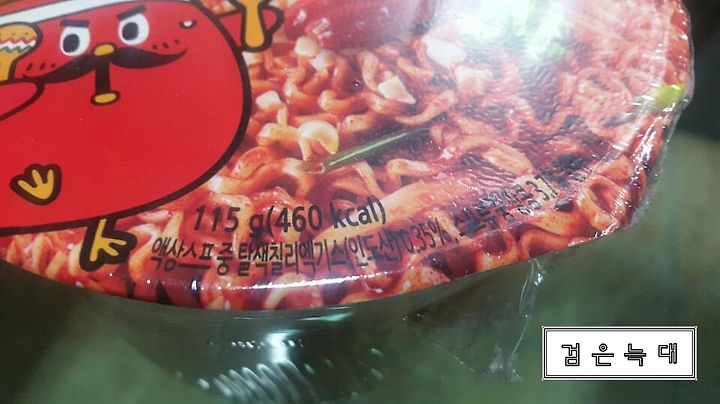 115 g(460 kcal)
액상스프 중 탈색칠리엑기스(인도산)0.35%,
검은늑대